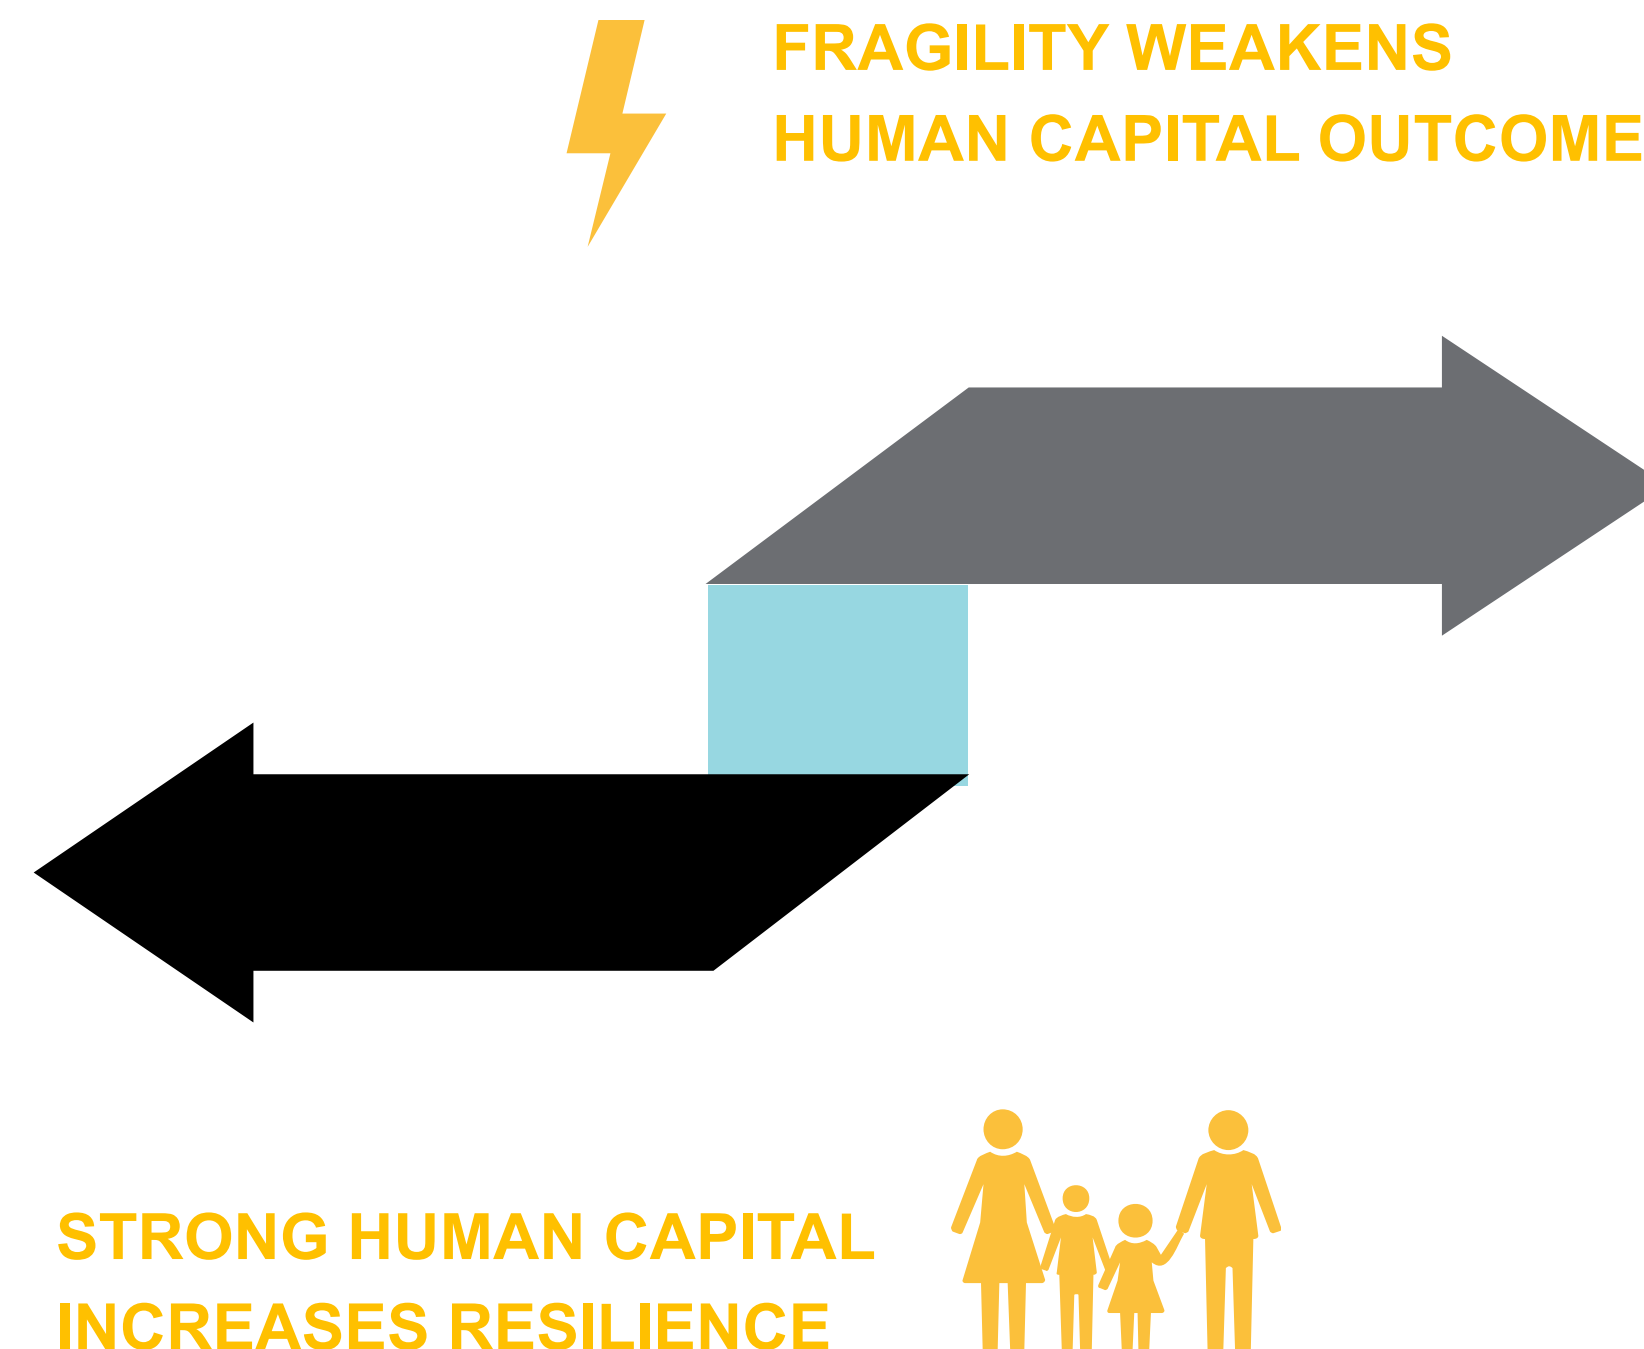 FRAGILITY WEAKENS
HUMAN CAPITAL OUTCOME
STRONG HUMAN CAPITAL
INCREASES RESILIENCE